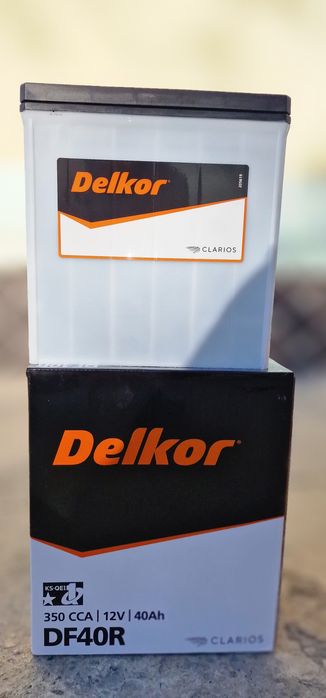 Delkor
CLARIOS
Delkor
350 CCA | 12V | 40Ah
DF40R
CLARIOS